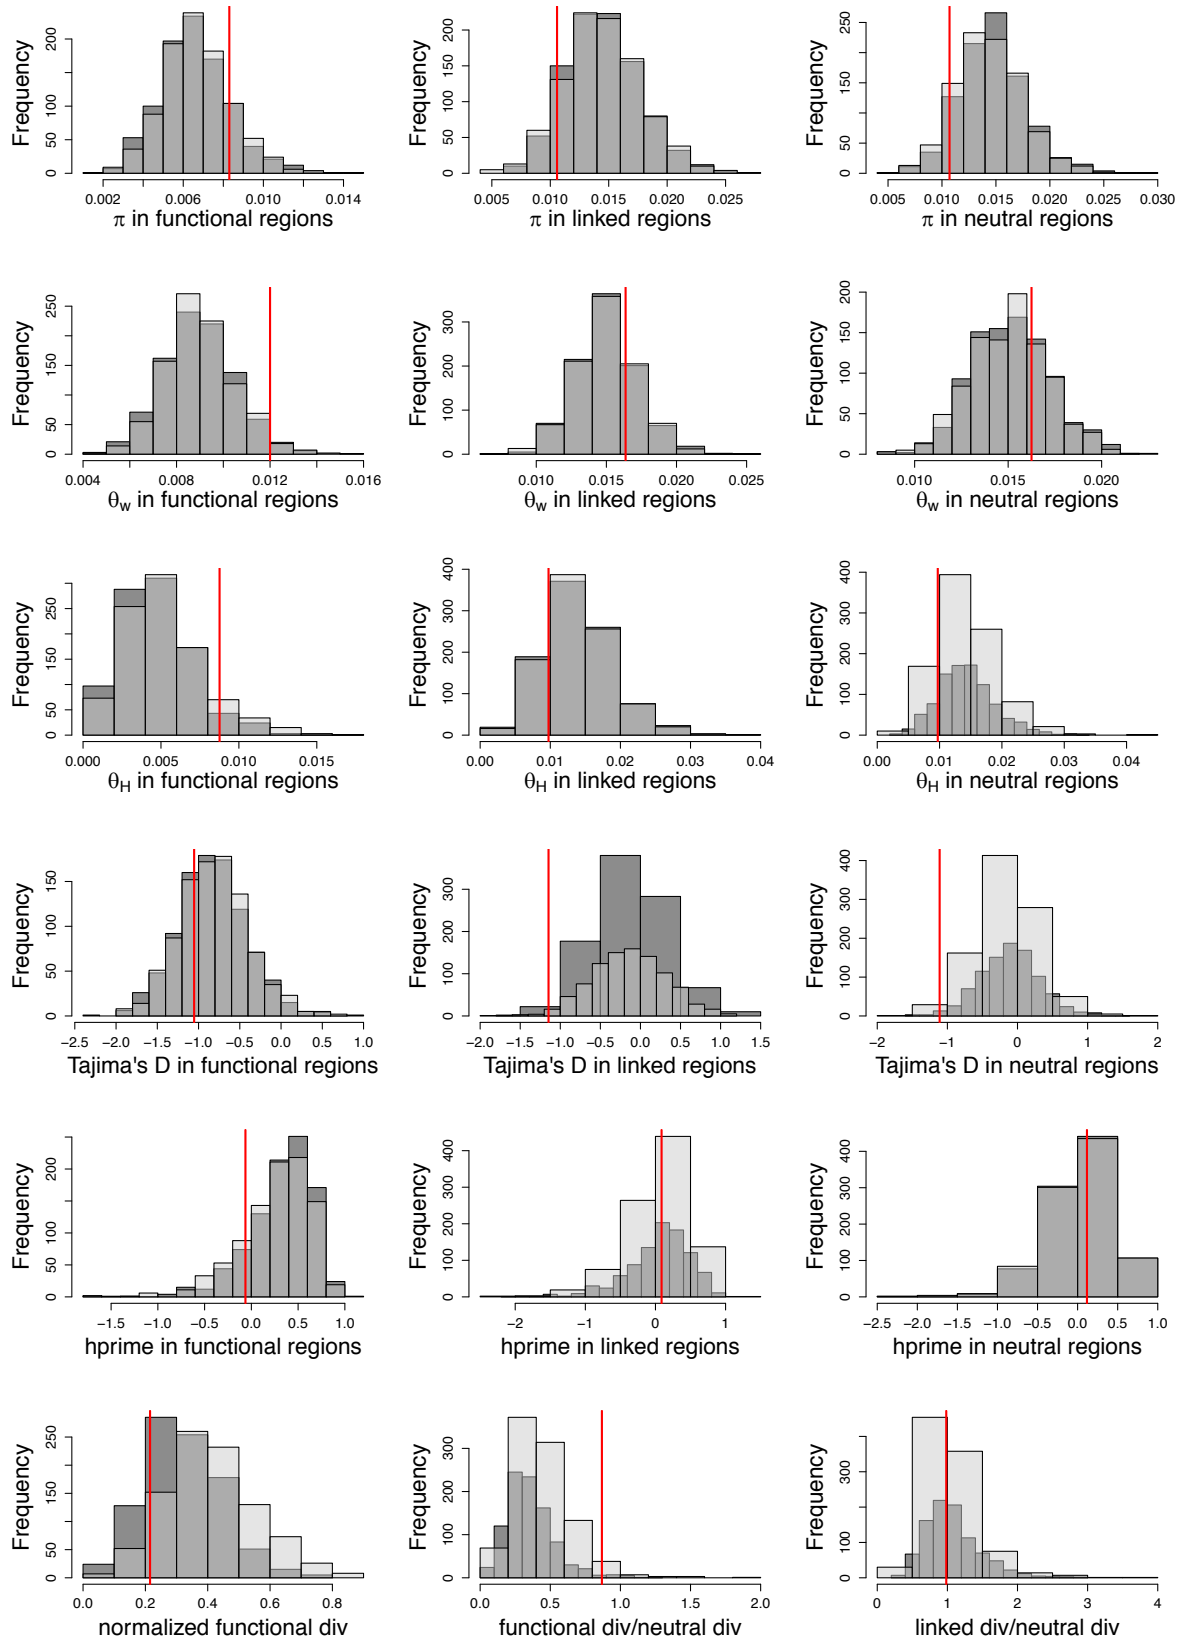 Frequency
0 50 100 200
0.002 0.006 0.010 0.014
π in functional regions
Frequency
0 50 100 200
0.005 0.010 0.015 0.020 0.025
π in linked regions
Frequency
0 50 150 250
0.005 0.010 0.015 0.020 0.025 0.030
π in neutral regions
Frequency
0 50 150 250
0.004 0.008 0.012 0.016
θw in functional regions
Frequency
0 100 200 300
0.010 0.015 0.020 0.025
θw in linked regions
Frequency
0 50 100 150 200
0.010 0.015 0.020
θw in neutral regions
Frequency
0 50 150 250
0.000 0.005 0.010 0.015
θH in functional regions
Frequency
0 100 200 300 400
0.00 0.01 0.02 0.03 0.04
θH in linked regions
Frequency
0 100 200 300 400
0.00 0.01 0.02 0.03 0.04
θH in neutral regions
Frequency
0 50 100 150
−2.5 −2.0 −1.5 −1.0 −0.5 0.0 0.5 1.0
Tajima's D in functional regions
Frequency
0 100 200 300
−2.0 −1.5 −1.0 −0.5 0.0 0.5 1.0 1.5
Tajima's D in linked regions
Frequency
0 100 200 300 400
−2 −1 0 1 2
Tajima's D in neutral regions
Frequency
0 50 100 200
−1.5 −1.0 −0.5 0.0 0.5 1.0
hprime in functional regions
Frequency
0 100 200 300 400
−2 −1 0 1
hprime in linked regions
Frequency
0 100 200 300 400
−2.5 −2.0 −1.5 −1.0 −0.5 0.0 0.5 1.0
hprime in neutral regions
Frequency
0 50 150 250
0.0 0.2 0.4 0.6 0.8
normalized functional div
Frequency
0 100 200 300
0.0 0.5 1.0 1.5 2.0
functional div/neutral div
Frequency
0 100 300
0 1 2 3 4
linked div/neutral div